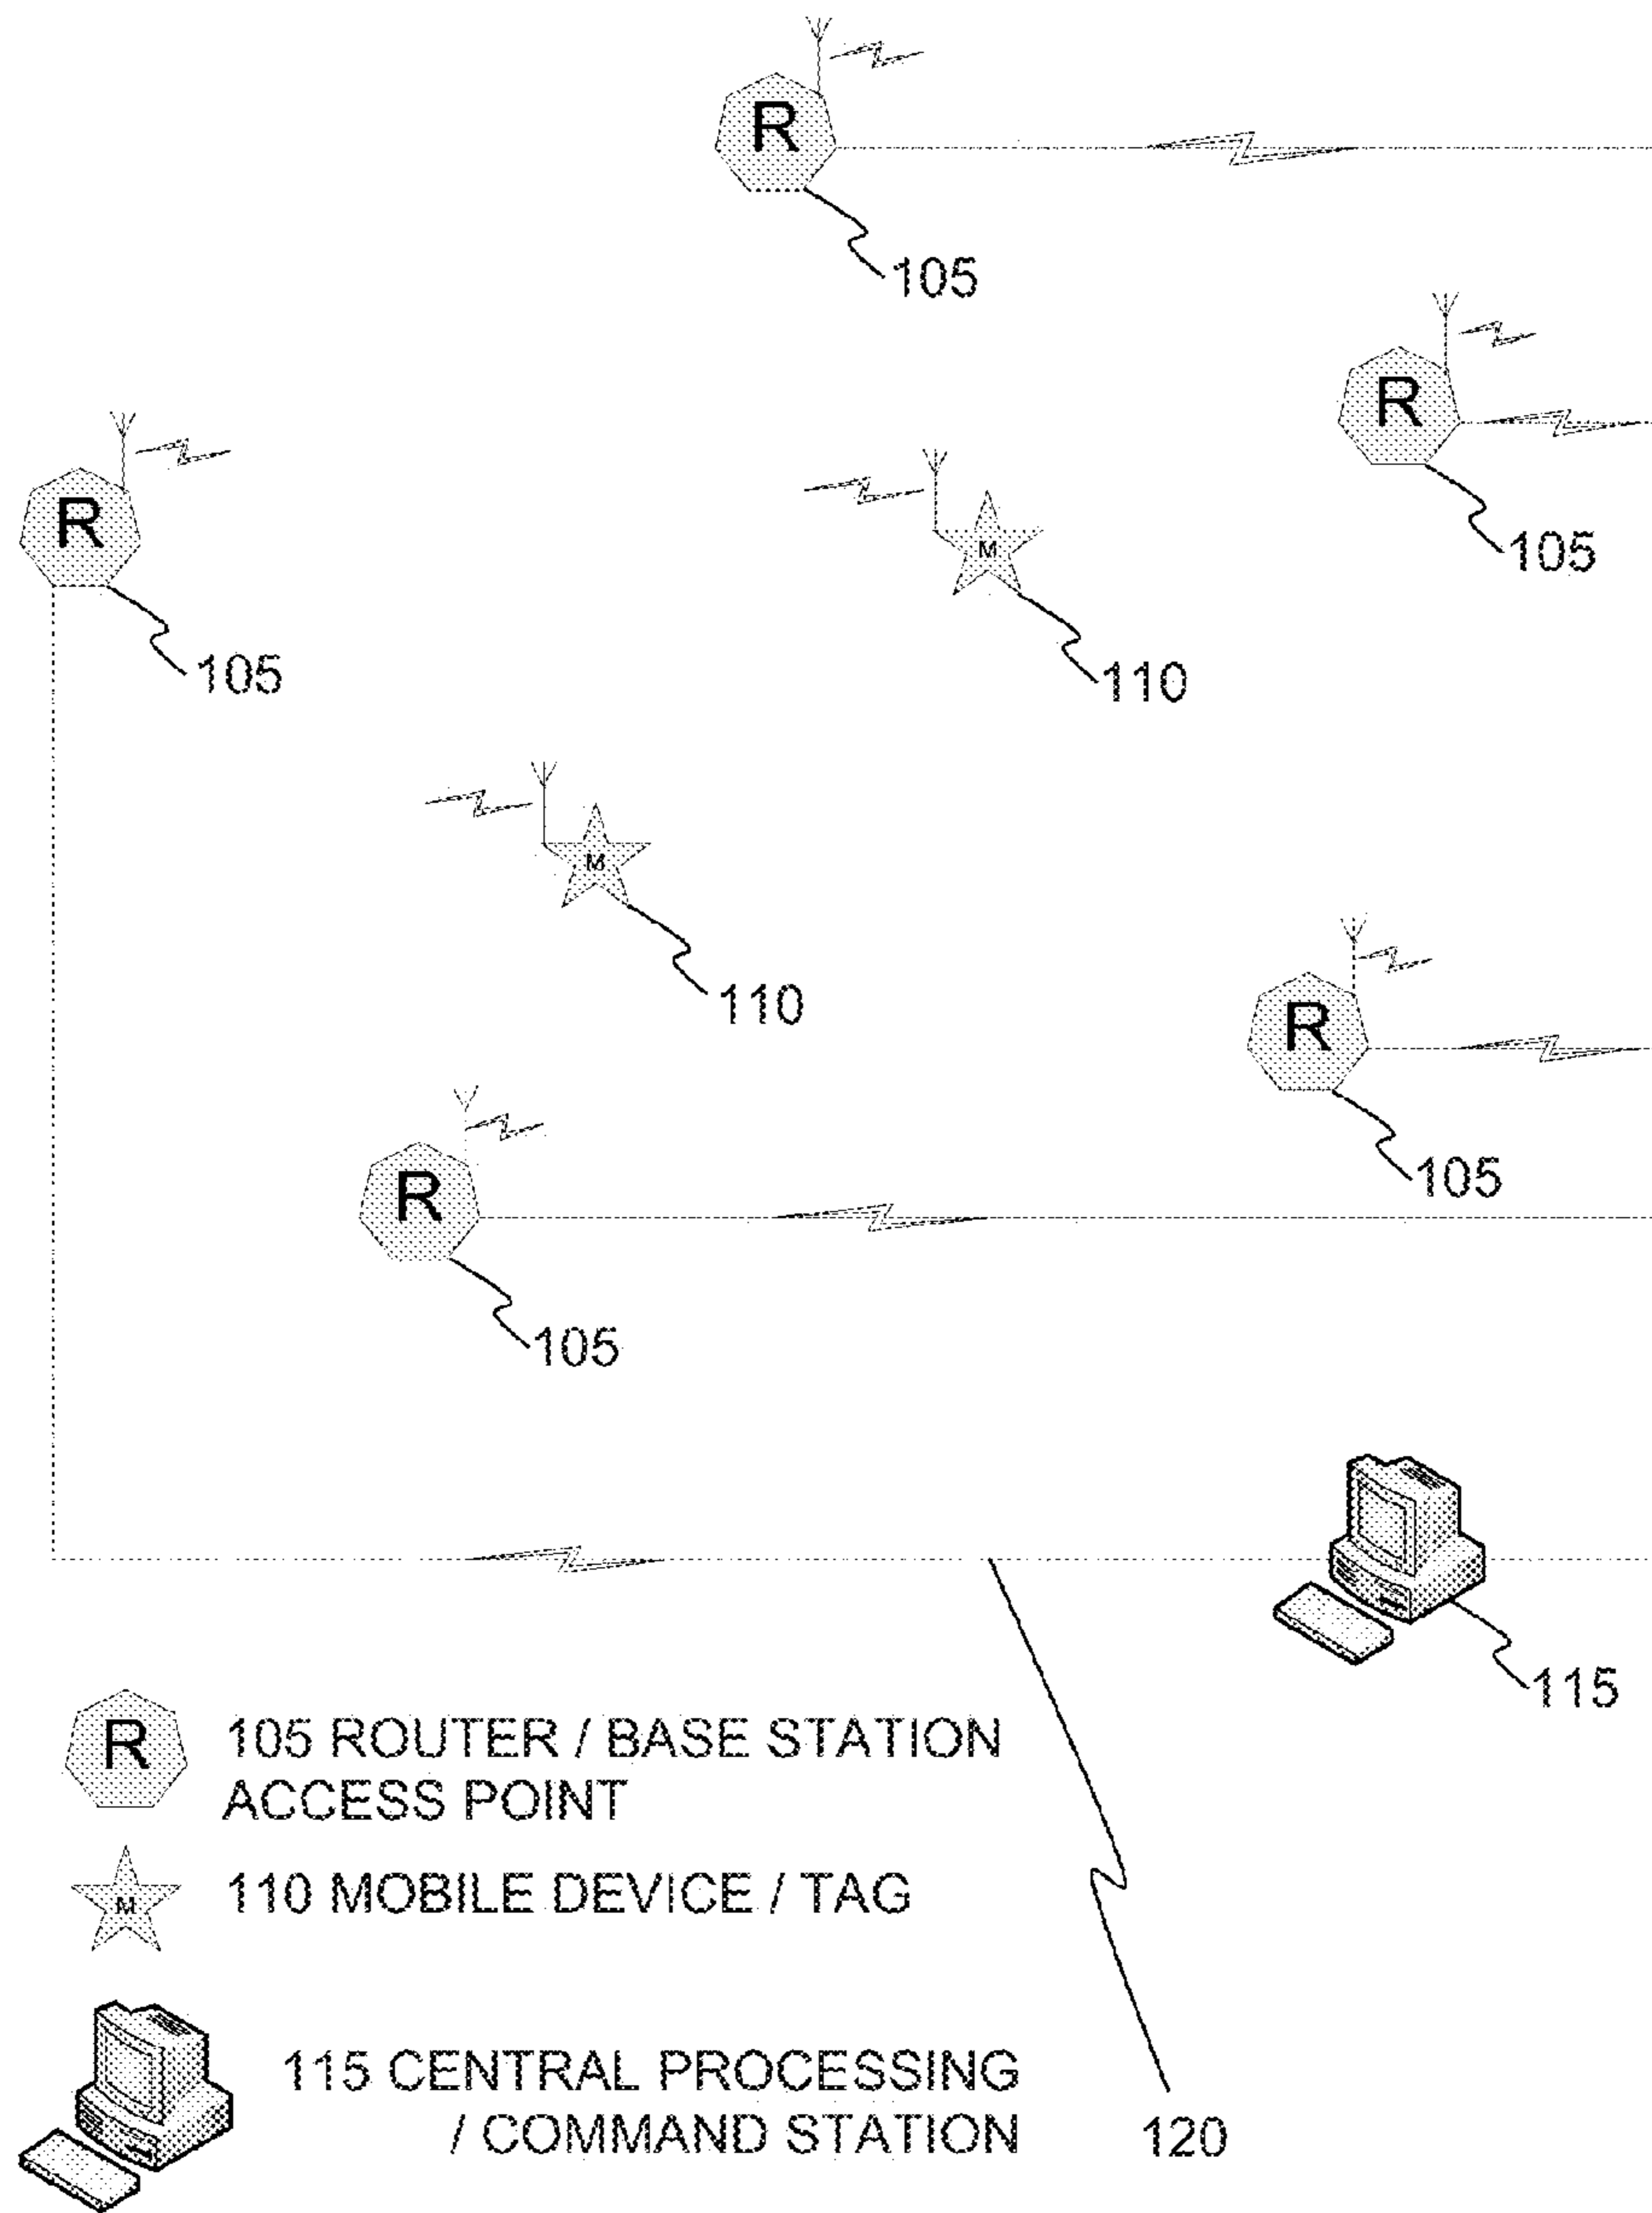 R
105
R
105
R
105
M
110
M
110
R
105
R
105
115
R
105 ROUTER / BASE STATION
ACCESS POINT
M
110 MOBILE DEVICE / TAG
115 CENTRAL PROCESSING
/ COMMAND STATION
120